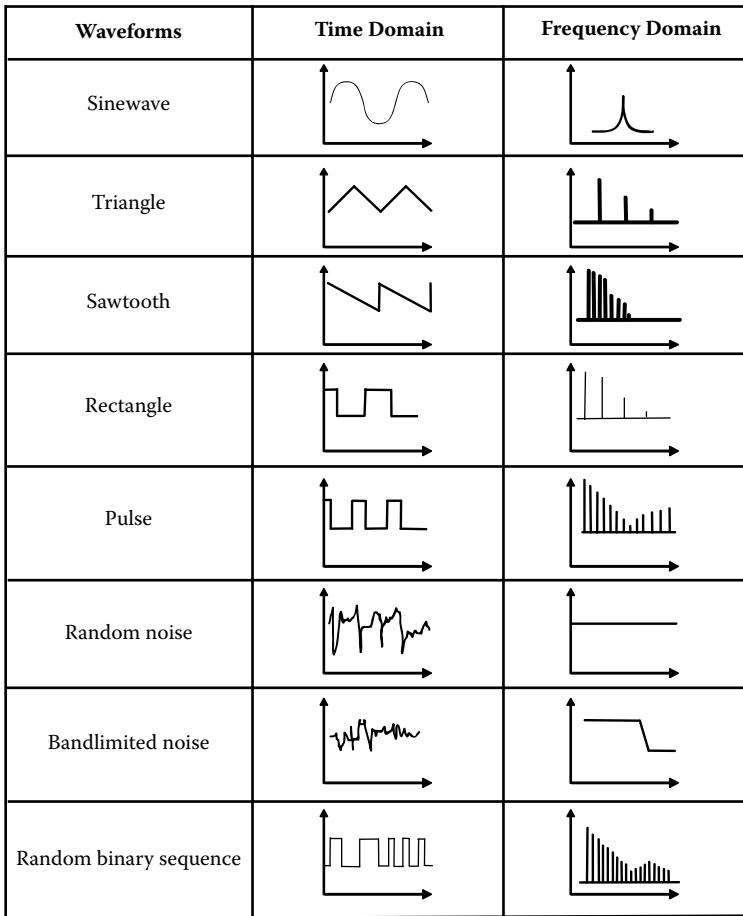 Waveforms Time Domain Frequency Domain
Sinewave
Triangle
Sawtooth
Rectangle
Pulse
Random noise
Bandlimited noise
Random binary sequence